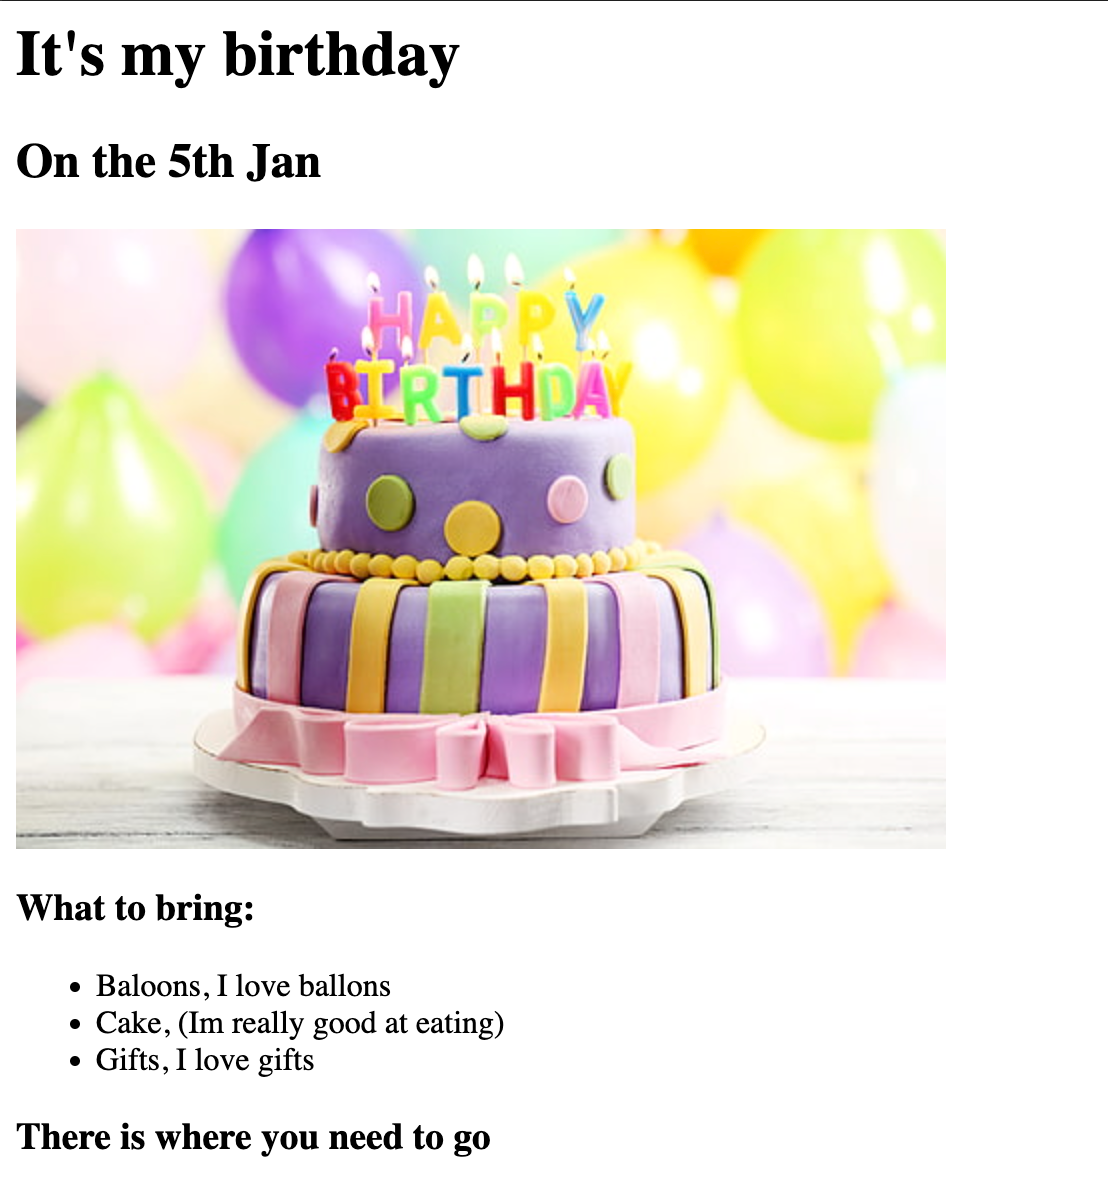 It's my birthday
On the 5th Jan
HAPPY
BIRTHDAY
What to bring:
Baloons, I love ballons
Cake, (Im really good at eating)
Gifts, I love gifts
There is where you need to go